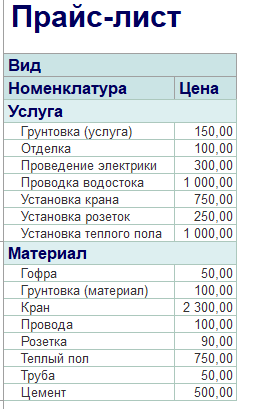 Прайс-лист
Вид
Номенклатура Цена
Услуга
Грунтовка (услуга) 150,00
Отделка 100,00
Проведение электрики 300,00
Проводка водостока 1 000,00
Установка крана 750,00
Установка розеток 250,00
Установка теплого пола 1 000,00
Материал
Гофра 50,00
Грунтовка (материал) 100,00
Кран 2 300,00
Провода 100,00
Розетка 90,00
Теплый пол 750,00
Труба 50,00
Цемент 500,00